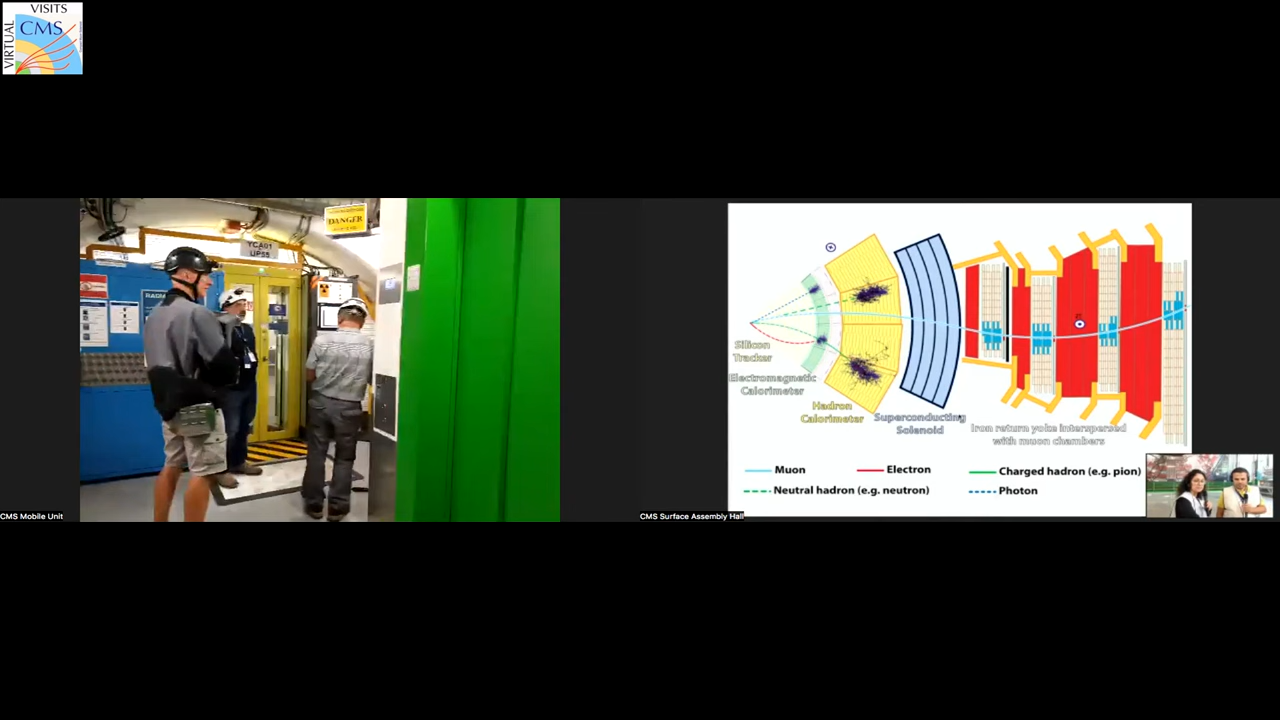 VISITS
CMS
VIRTUAL
DANGER
YCA01
UP55
Silicon
Tracker
Electromagnetic
Calorimeter
Hadron
Calorimeter
Superconducting
Solenoid
Iron return yoke interspersed
with muon chambers
Muon
Electron
Charged hadron (e.g. pion)
Neutral hadron (e.g. neutron)
Photon
CMS Mobile Unit
CMS Surface Assembly Hall